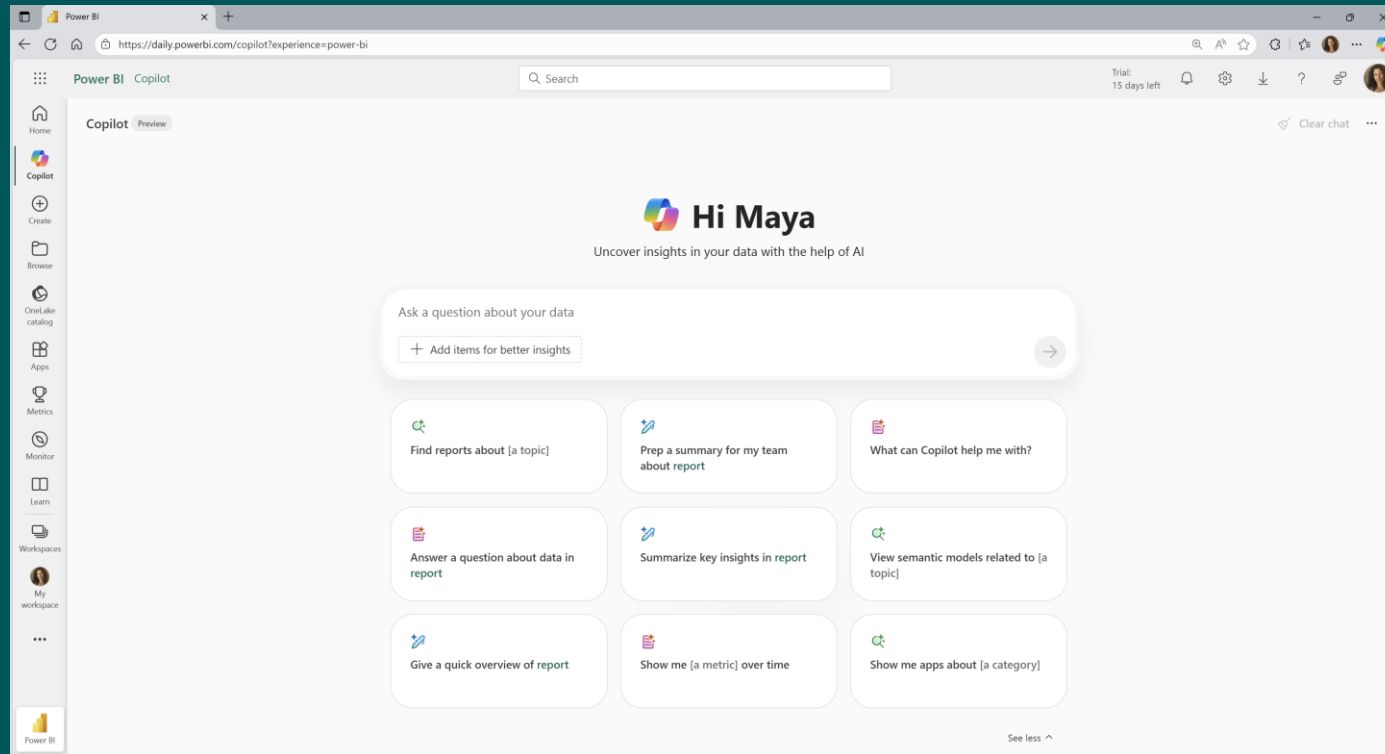 Power BI
https://daily.powerbi.com/copilot?experience=power-bi
Power BI Copilot
Search
Trial:
15 days left
Home
Copilot
Create
Browse
OneLake
catalog
Apps
Metrics
Monitor
Learn
Workspaces
My
workspace
Power BI
Copilot Preview
Clear chat
Hi Maya
Uncover insights in your data with the help of AI
Ask a question about your data
Add items for better insights
Find reports about [a topic]
Prep a summary for my team
about report
What can Copilot help me with?
Answer a question about data in
report
Summarize key insights in report
View semantic models related to [a
topic]
Give a quick overview of report
Show me [a metric] over time
Show me apps about [a category]
See less